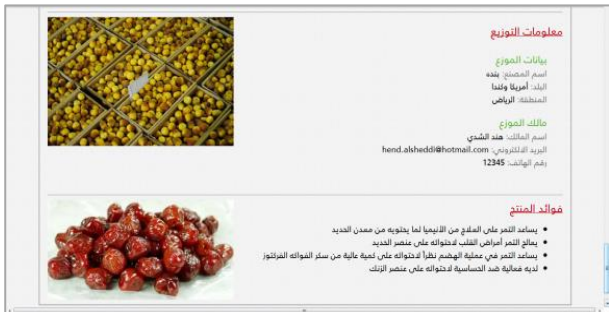 معلومات التوزيع
بيانات الموزع
اسم المصنع: بنده
البلد: أمريكا وكندا
المنطقة: الرياض
مالك الموزع
اسم المالك: هند الشدي
البريد الالكتروني: hend.alsheddi@hotmail.com
رقم الهاتف: 12345
فوائد المنتج
يساعد التمر على العلاج من الأنيميا لما يحتويه من معدن الحديد
يعالج التمر أمراض القلب لاحتوائه على عنصر الحديد
يساعد التمر في عملية الهضم نظراً لاحتوائه على كمية عالية من سكر الفواكه الفركتوز
لديه فعالية ضد الحساسية لاحتوائه على عنصر الزنك